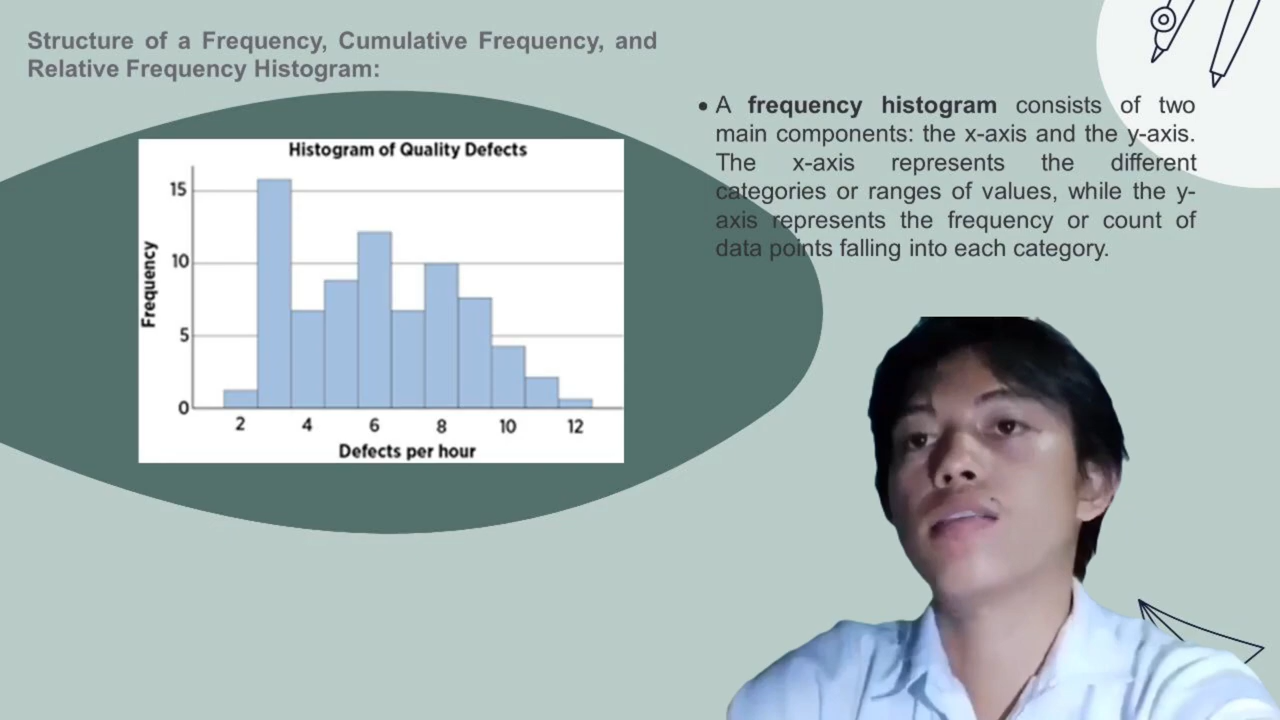 Structure of a Frequency, Cumulative Frequency, and
Relative Frequency Histogram:
• A frequency histogram consists of two
main components: the x-axis and the y-axis.
The x-axis represents the different
categories or ranges of values, while the y-
axis represents the frequency or count of
data points falling into each category.
Histogram of Quality Defects
Frequency
15
10
5
0
2 4 6 8 10 12
Defects per hour